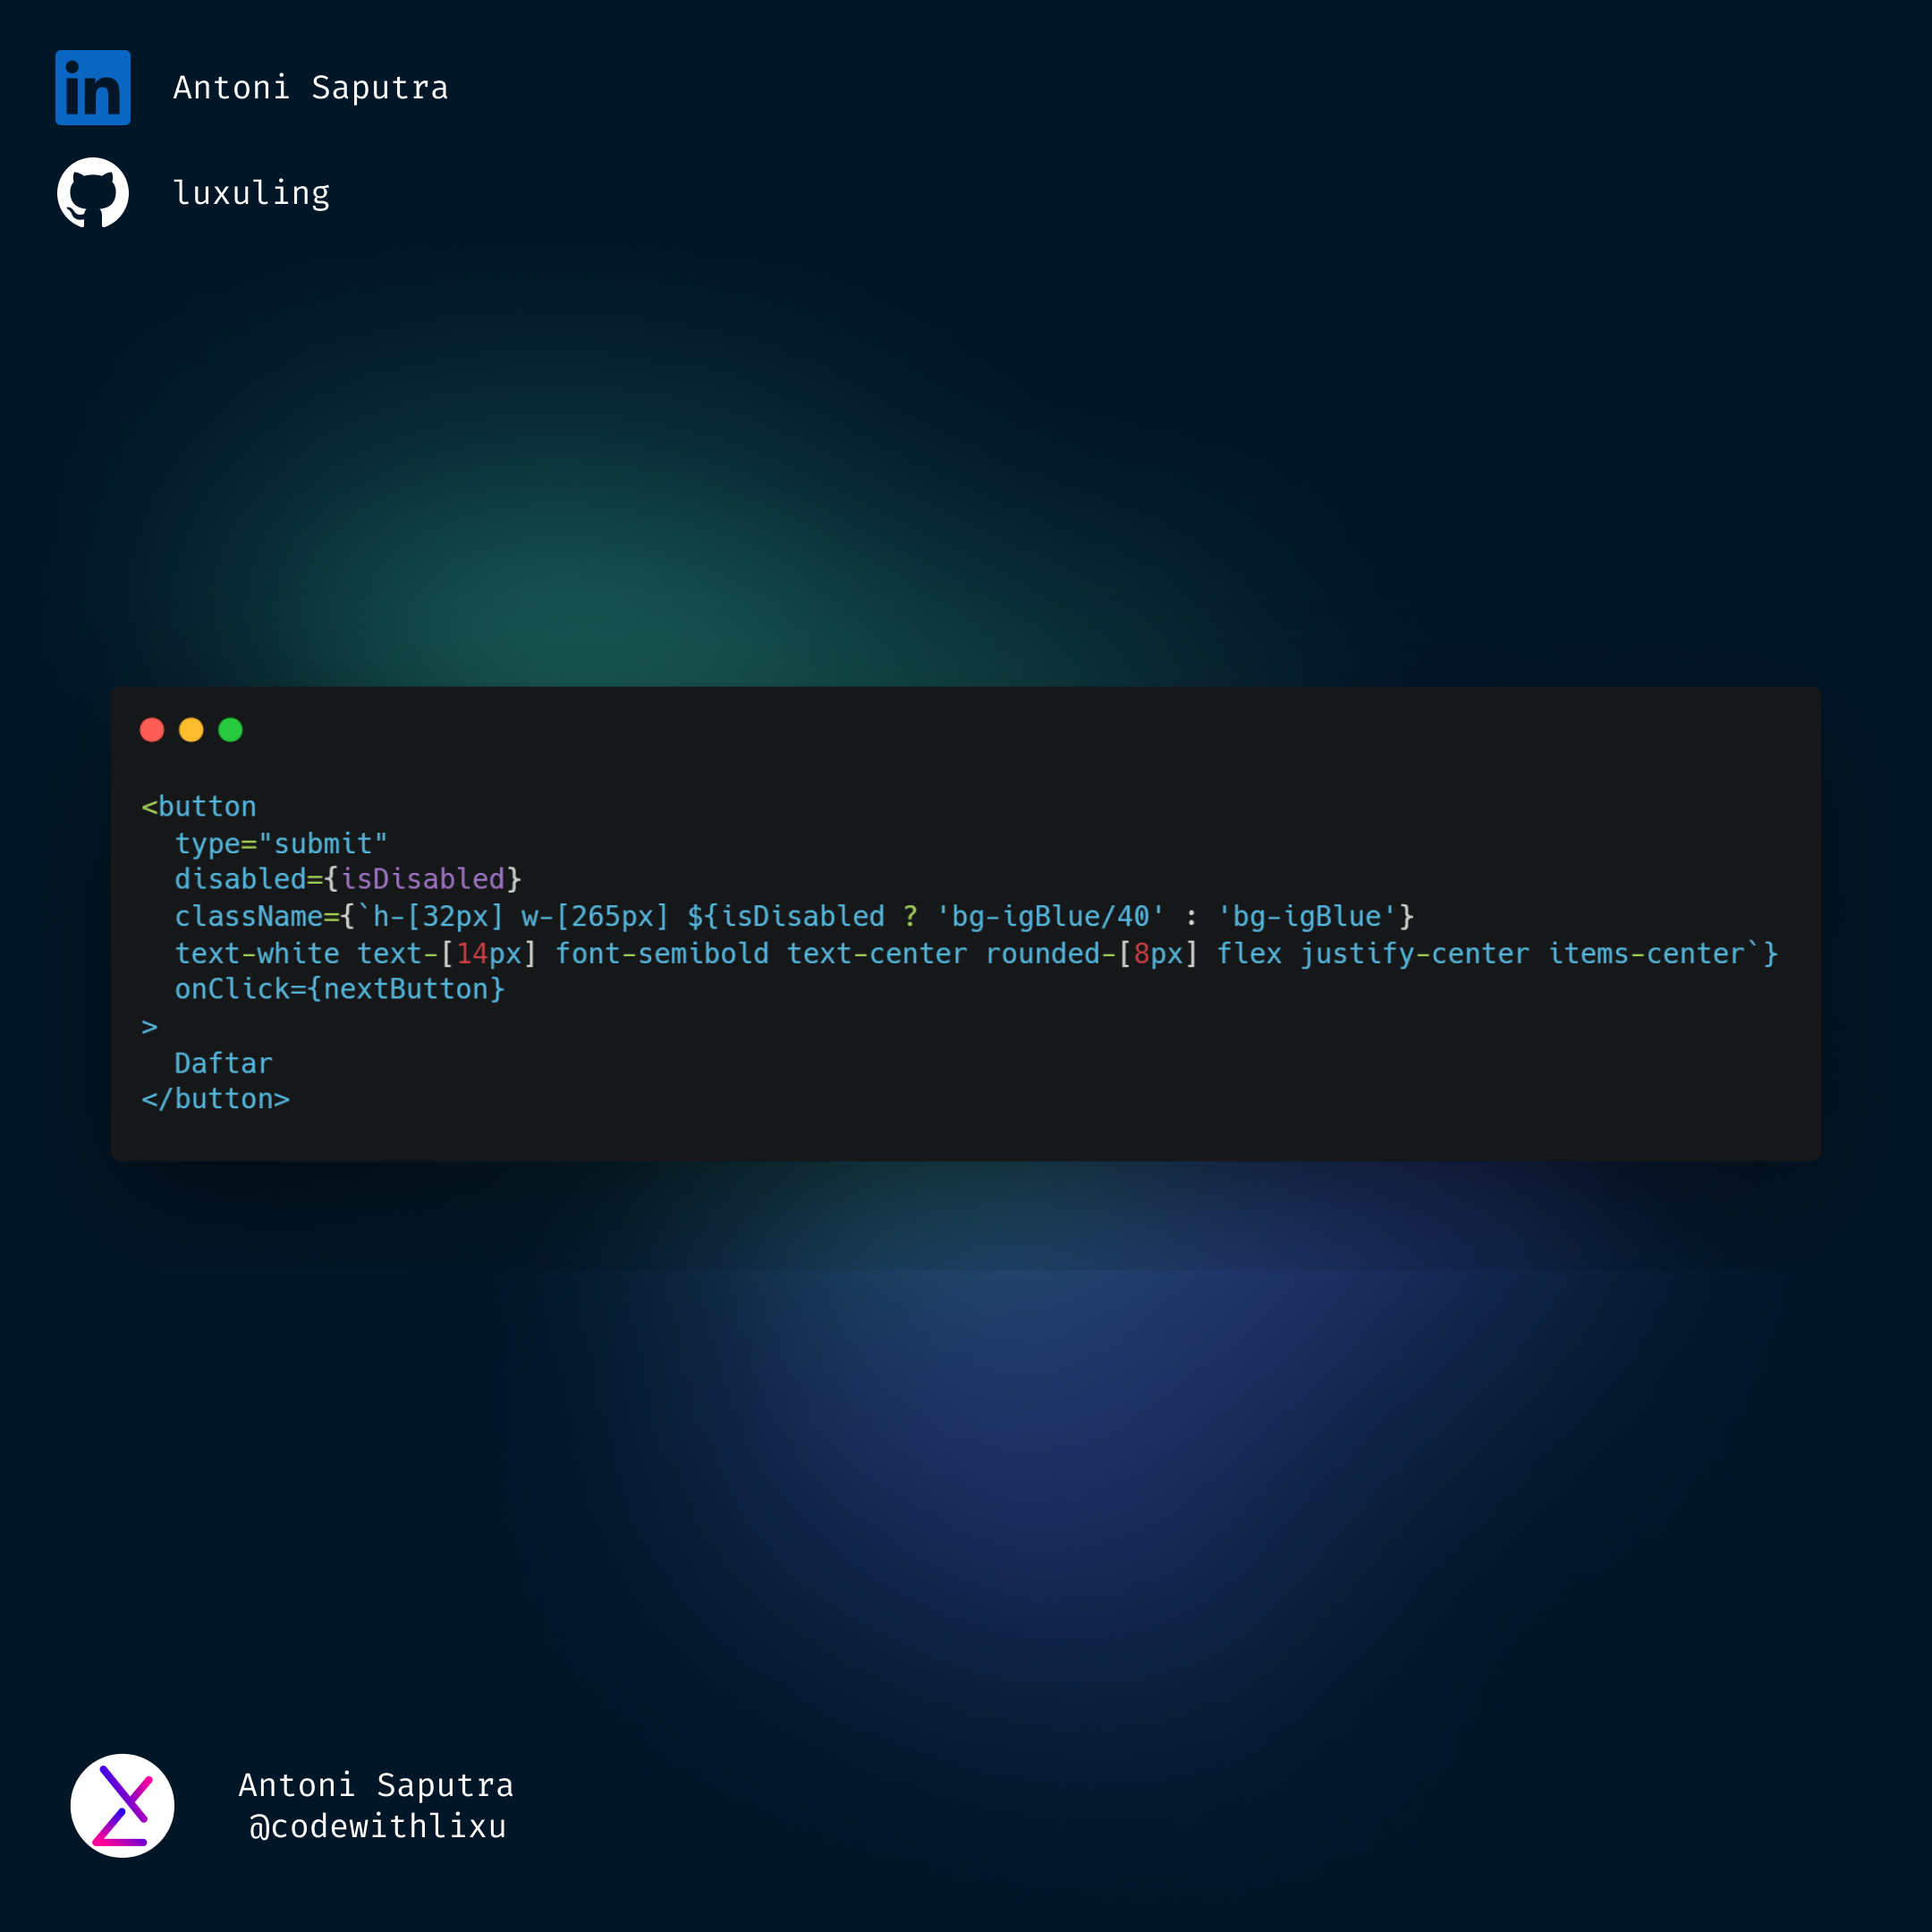 in
Antoni Saputra
luxuling
<button
  type="submit"
  disabled={isDisabled}
  className={`h-[32px] w-[265px] ${isDisabled ? 'bg-igBlue/40' : 'bg-igBlue'}
  text-white text-[14px] font-semibold text-center rounded-[8px] flex justify-center items-center`}
  onClick={nextButton}
>
  Daftar
</button>
Antoni Saputra
@codewithlixu